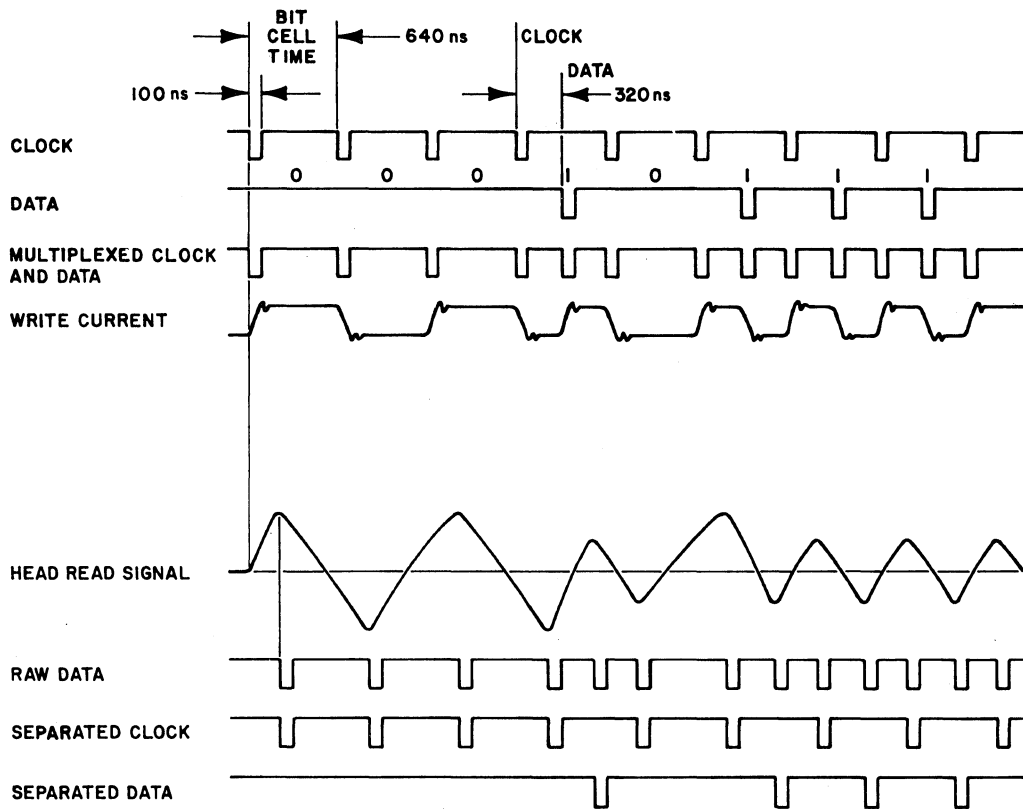 BIT
CELL
TIME
640 ns
CLOCK
DATA
100 ns
320 ns
CLOCK
0 0 0 1 0 1 1 1
DATA
MULTIPLEXED CLOCK
AND DATA
WRITE CURRENT
HEAD READ SIGNAL
RAW DATA
SEPARATED CLOCK
SEPARATED DATA